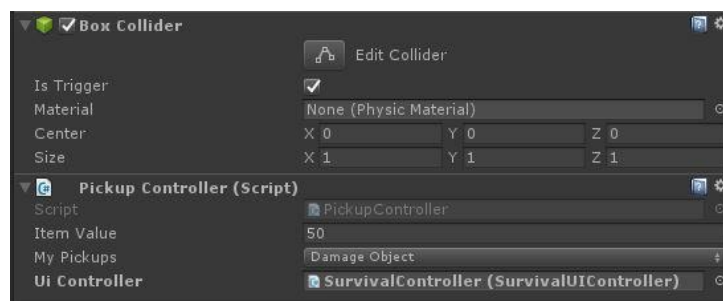 Box Collider
Edit Collider
Is Trigger
Material None (Physic Material)
Center X 0 Y 0 Z 0
Size X 1 Y 1 Z 1
Pickup Controller (Script)
Script PickupController
Item Value 50
My Pickups Damage Object
Ui Controller SurvivalController (SurvivalUIController)